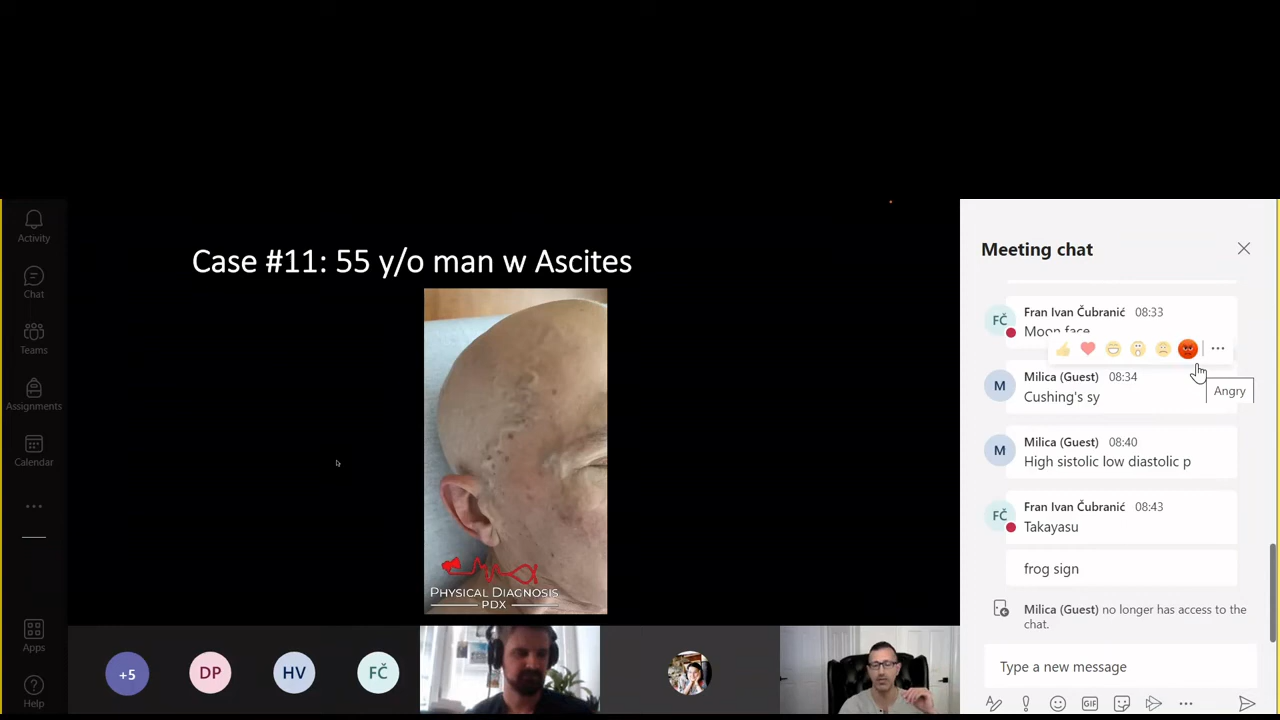 Activity
Chat
Teams
Assignments
Calendar
Apps
Help
Case #11: 55 y/o man w Ascites
PHYSICAL DIAGNOSIS
PDX
+5
DP
HV
FČ
Meeting chat
FČ
Fran Ivan Čubranić 08:33
Moon face
Angry
M
Milica (Guest) 08:34
Cushing's sy
M
Milica (Guest) 08:40
High sistolic low diastolic p
FČ
Fran Ivan Čubranić 08:43
Takayasu
frog sign
Milica (Guest) no longer has access to the
chat.
Type a new message
GIF